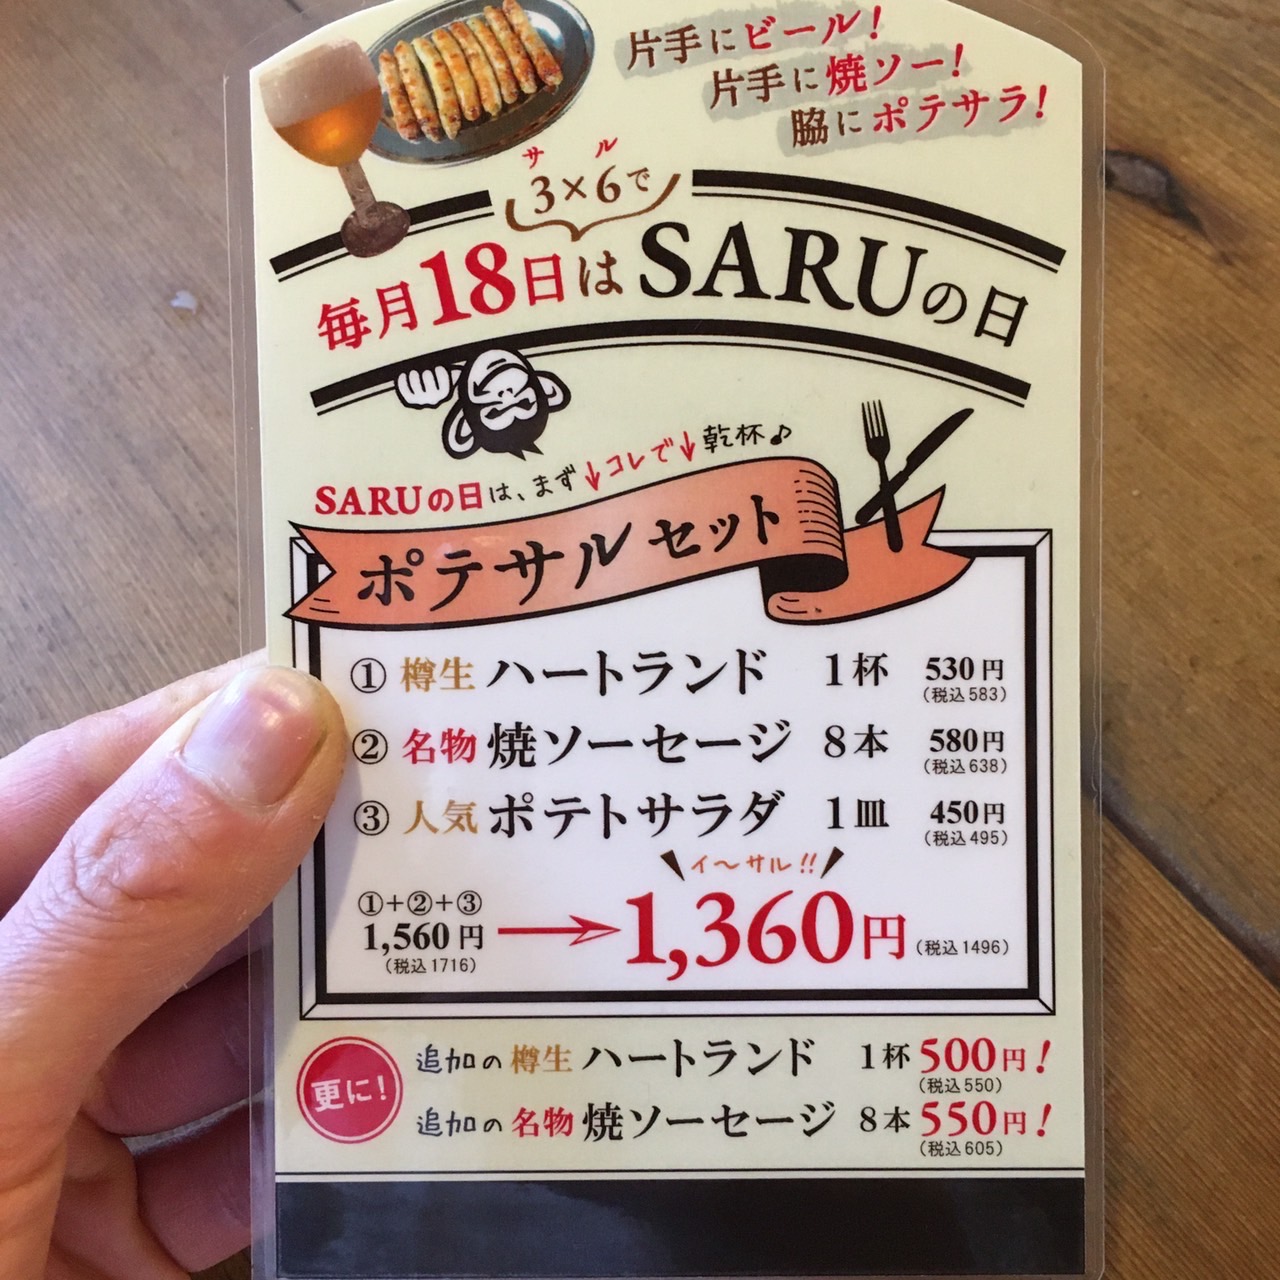 片手にビール!
片手に焼ソー!
脇にポテサラ!
サル
3×6で
毎月18日はSARUの日
SARUの日は、まず↓コレで↓乾杯♪
ポテサルセット
① 樽生 ハートランド 1杯 530円
(税込583)
② 名物 焼ソーセージ 8本 580円
(税込638)
③ 人気 ポテトサラダ 1皿 450円
(税込495)
イ〜サル!!
①+②+③
1,560円 → 1,360円 (税込1496)
(税込1716)
更に!
追加の樽生 ハートランド 1杯 500円!
(税込550)
追加の名物 焼ソーセージ 8本 550円!
(税込605)